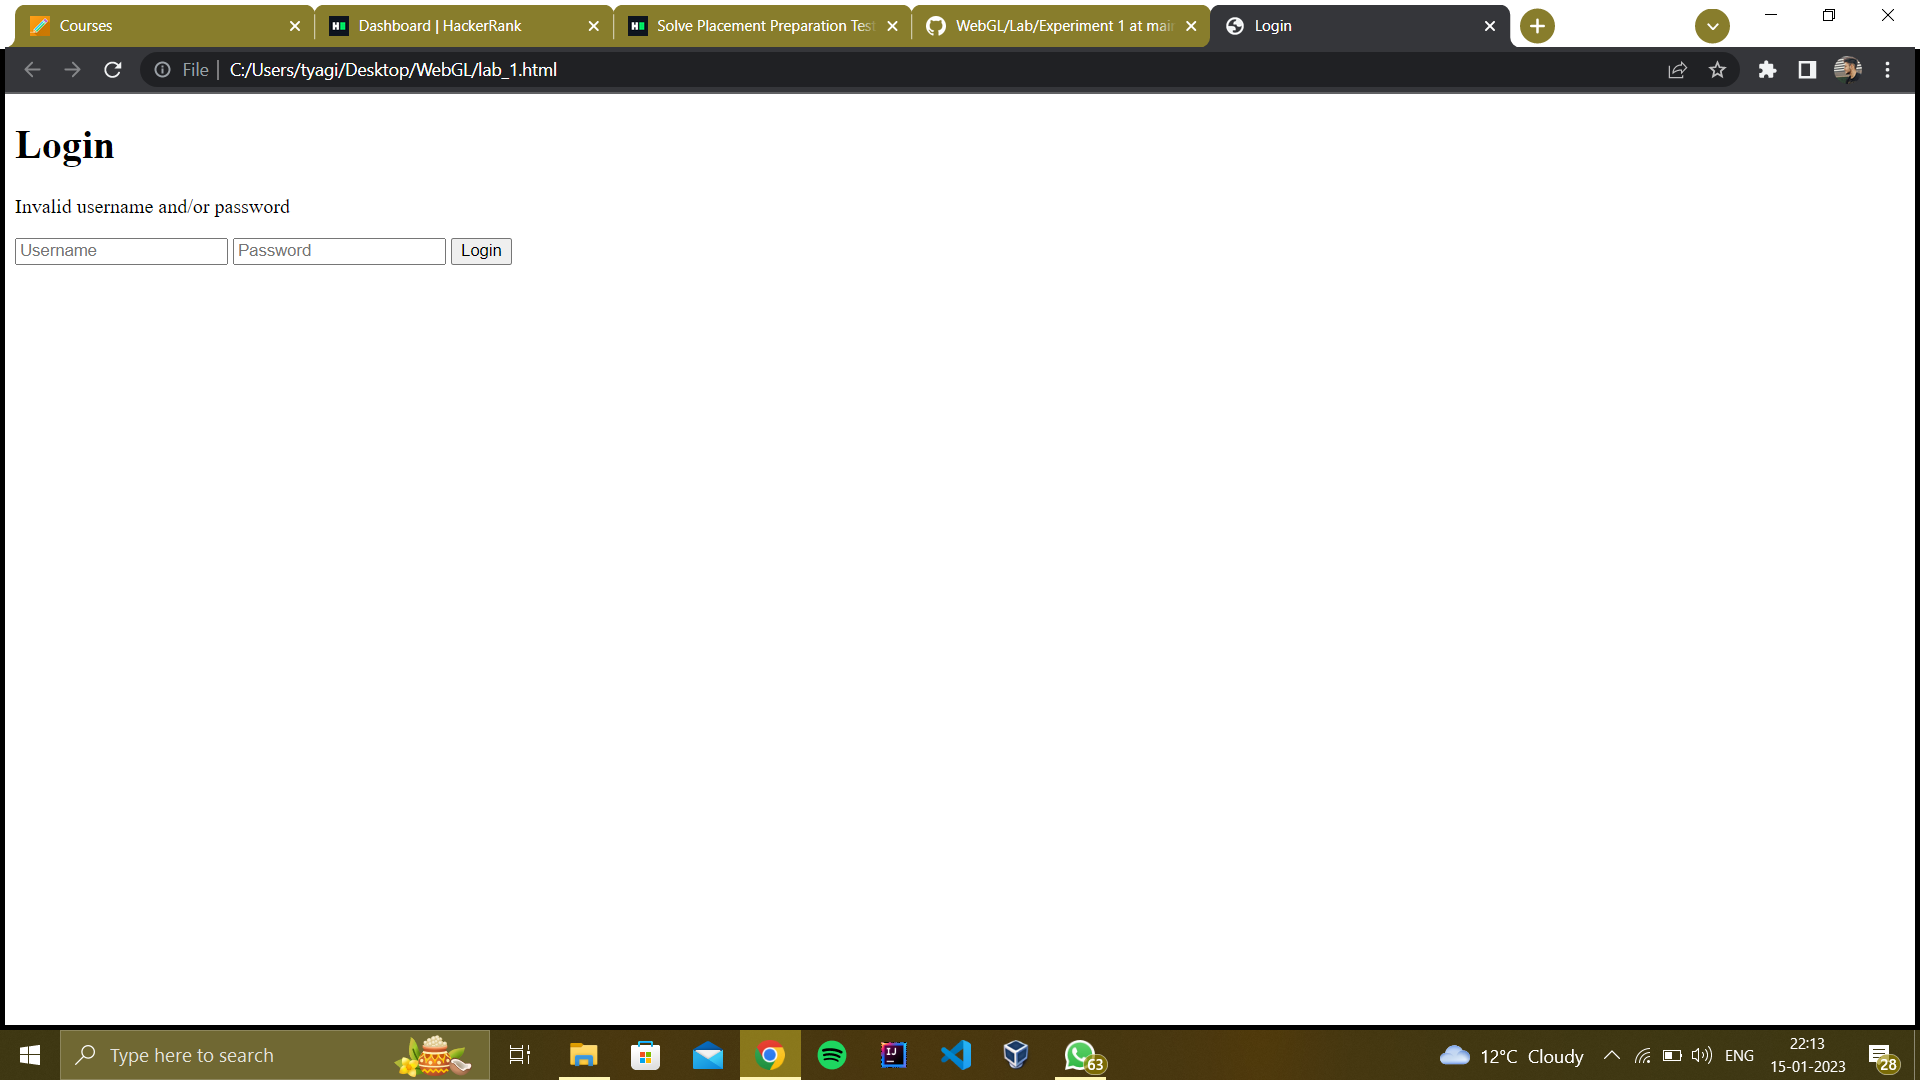 Courses
Dashboard | HackerRank
Solve Placement Preparation Test
WebGL/Lab/Experiment 1 at mai
Login
File
C:/Users/tyagi/Desktop/WebGL/lab_1.html
Login
Invalid username and/or password
Username
Password
Login
Type here to search
63
12°C Cloudy
ENG
22:13
15-01-2023
28